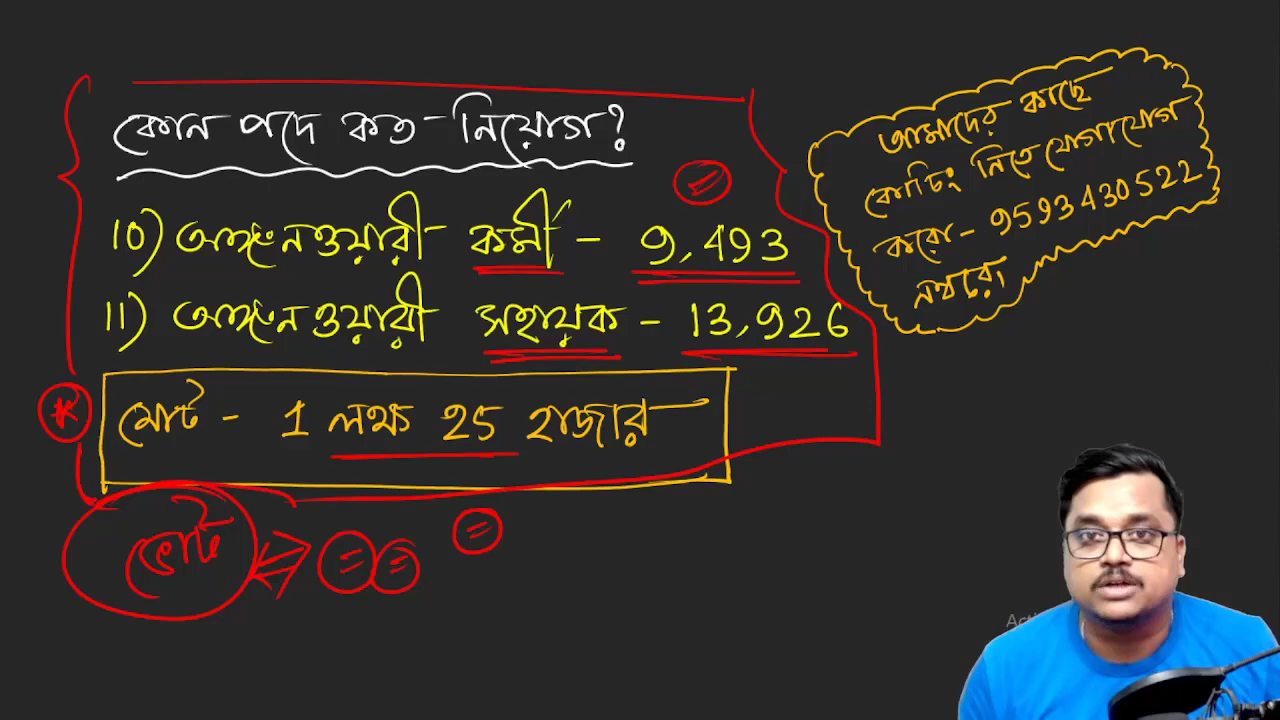 কোন পদে কত নিয়োগ?
10) অঙ্গনওয়ারী কর্মী - 9,493
11) অঙ্গনওয়ারী সহায়ক - 13,926
মোট - 1 লক্ষ 25 হাজার
ভোট
আমাদের কাছে
কোচিং নিতে যোগাযোগ
করো - 9593430522
নম্বরে।
Acti